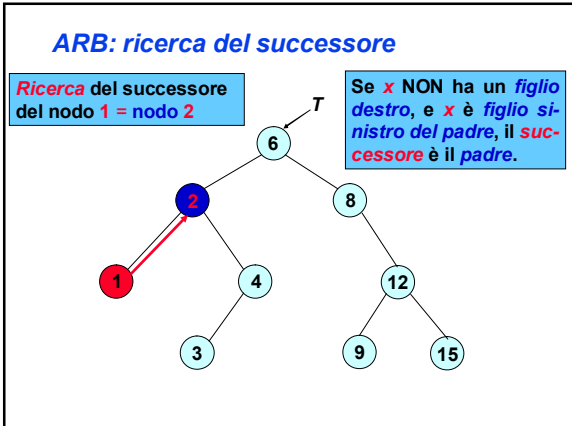 ARB: ricerca del successore
Ricerca del successore
del nodo 1 = nodo 2
Se x NON ha un figlio
destro, e x è figlio si-
nistro del padre, il suc-
cessore è il padre.
T
6
2
8
1
4
12
3
9
15